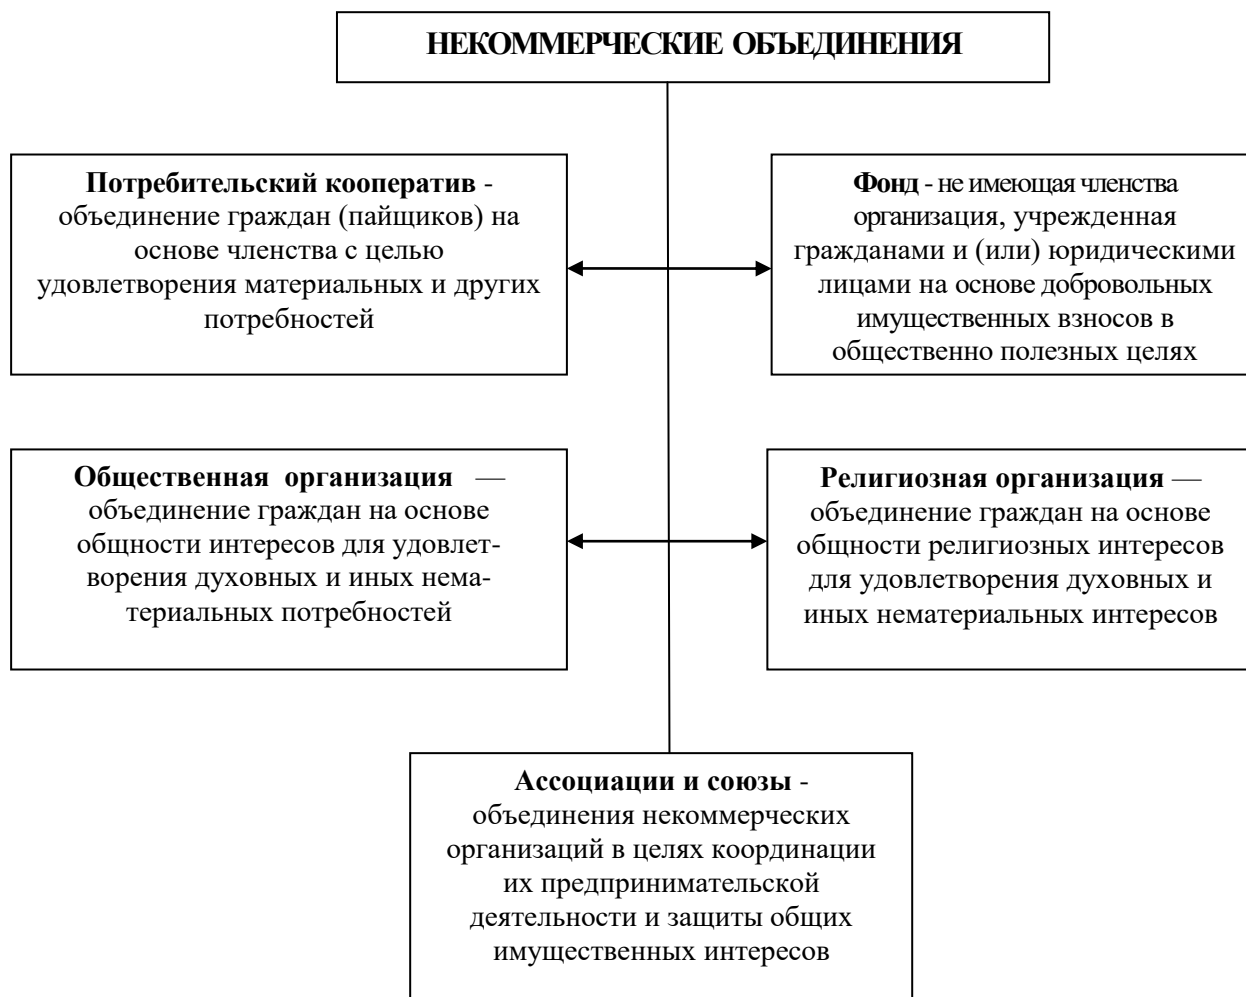 НЕКОММЕРЧЕСКИЕ ОБЪЕДИНЕНИЯ
Потребительский кооператив -
объединение граждан (пайщиков) на
основе членства с целью
удовлетворения материальных и других
потребностей
Фонд - не имеющая членства
организация, учрежденная
гражданами и (или) юридическими
лицами на основе добровольных
имущественных взносов в
общественно полезных целях
Общественная организация —
объединение граждан на основе
общности интересов для удовлет-
ворения духовных и иных нема-
териальных потребностей
Религиозная организация —
объединение граждан на основе
общности религиозных интересов
для удовлетворения духовных и
иных нематериальных интересов
Ассоциации и союзы -
объединения некоммерческих
организаций в целях координации
их предпринимательской
деятельности и защиты общих
имущественных интересов